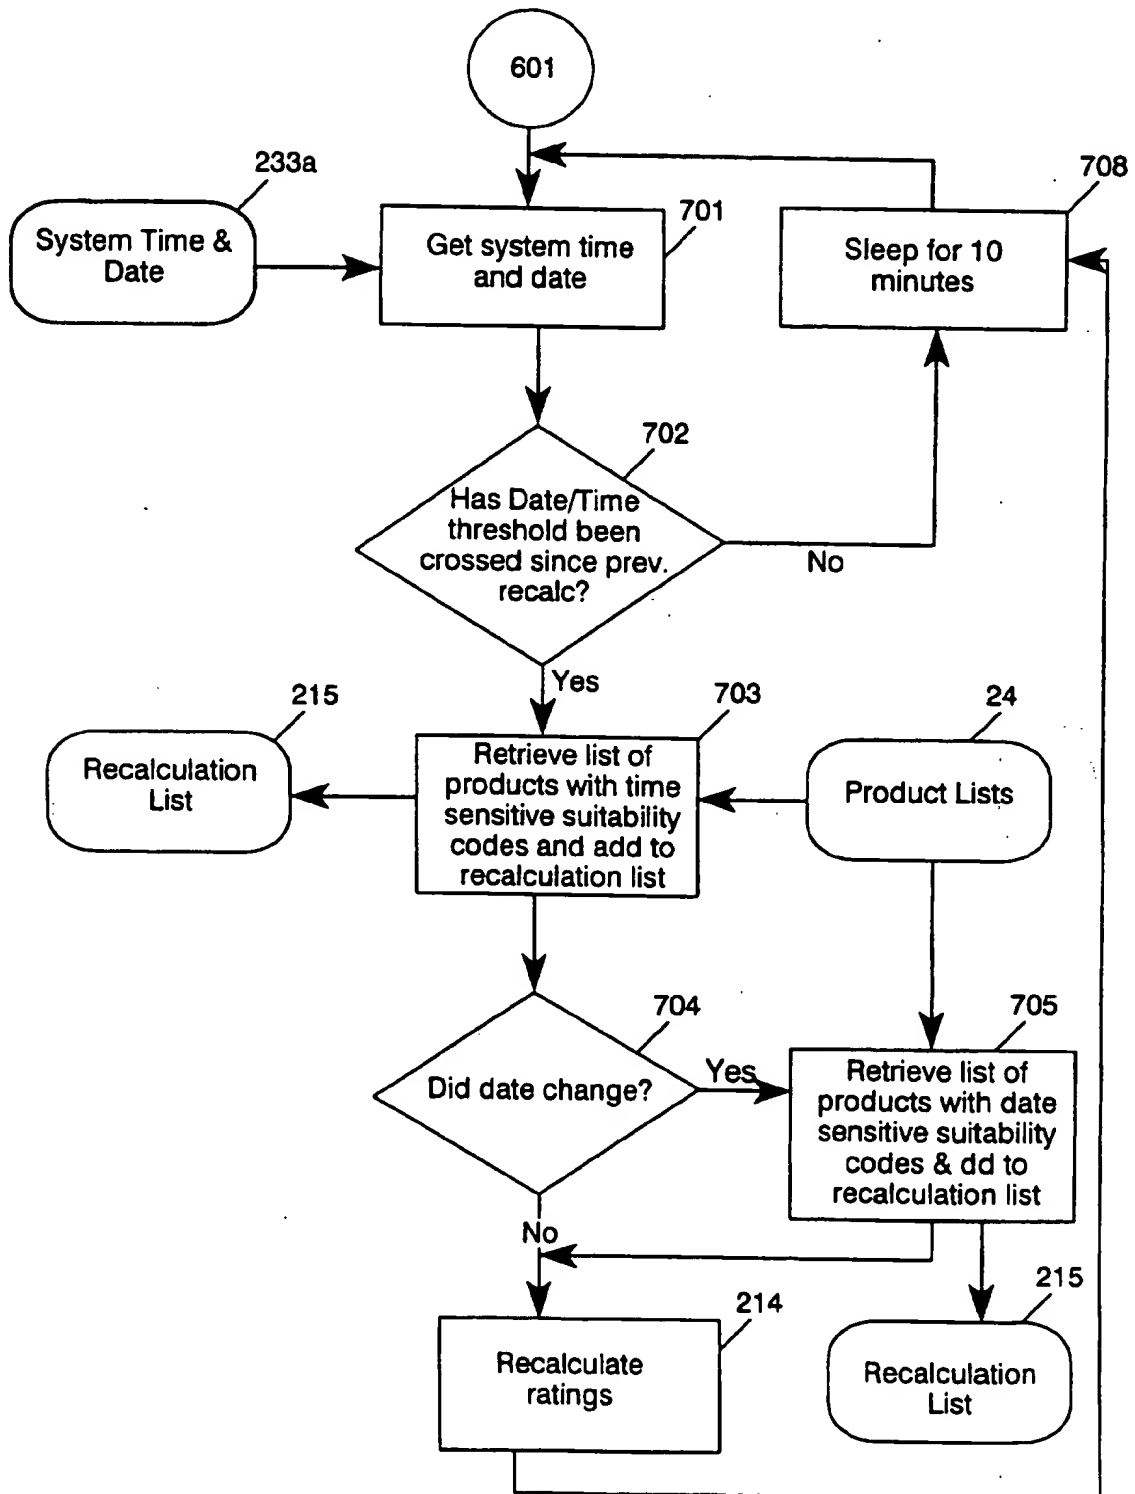 601
233a
System Time &
Date
701
Get system time
and date
708
Sleep for 10
minutes
702
Has Date/Time
threshold been
crossed since prev.
recalc?
No
Yes
215
Recalculation
List
703
Retrieve list of
products with time
sensitive suitability
codes and add to
recalculation list
24
Product Lists
704
Did date change?
Yes
705
Retrieve list of
products with date
sensitive suitability
codes & dd to
recalculation list
No
214
Recalculate
ratings
215
Recalculation
List